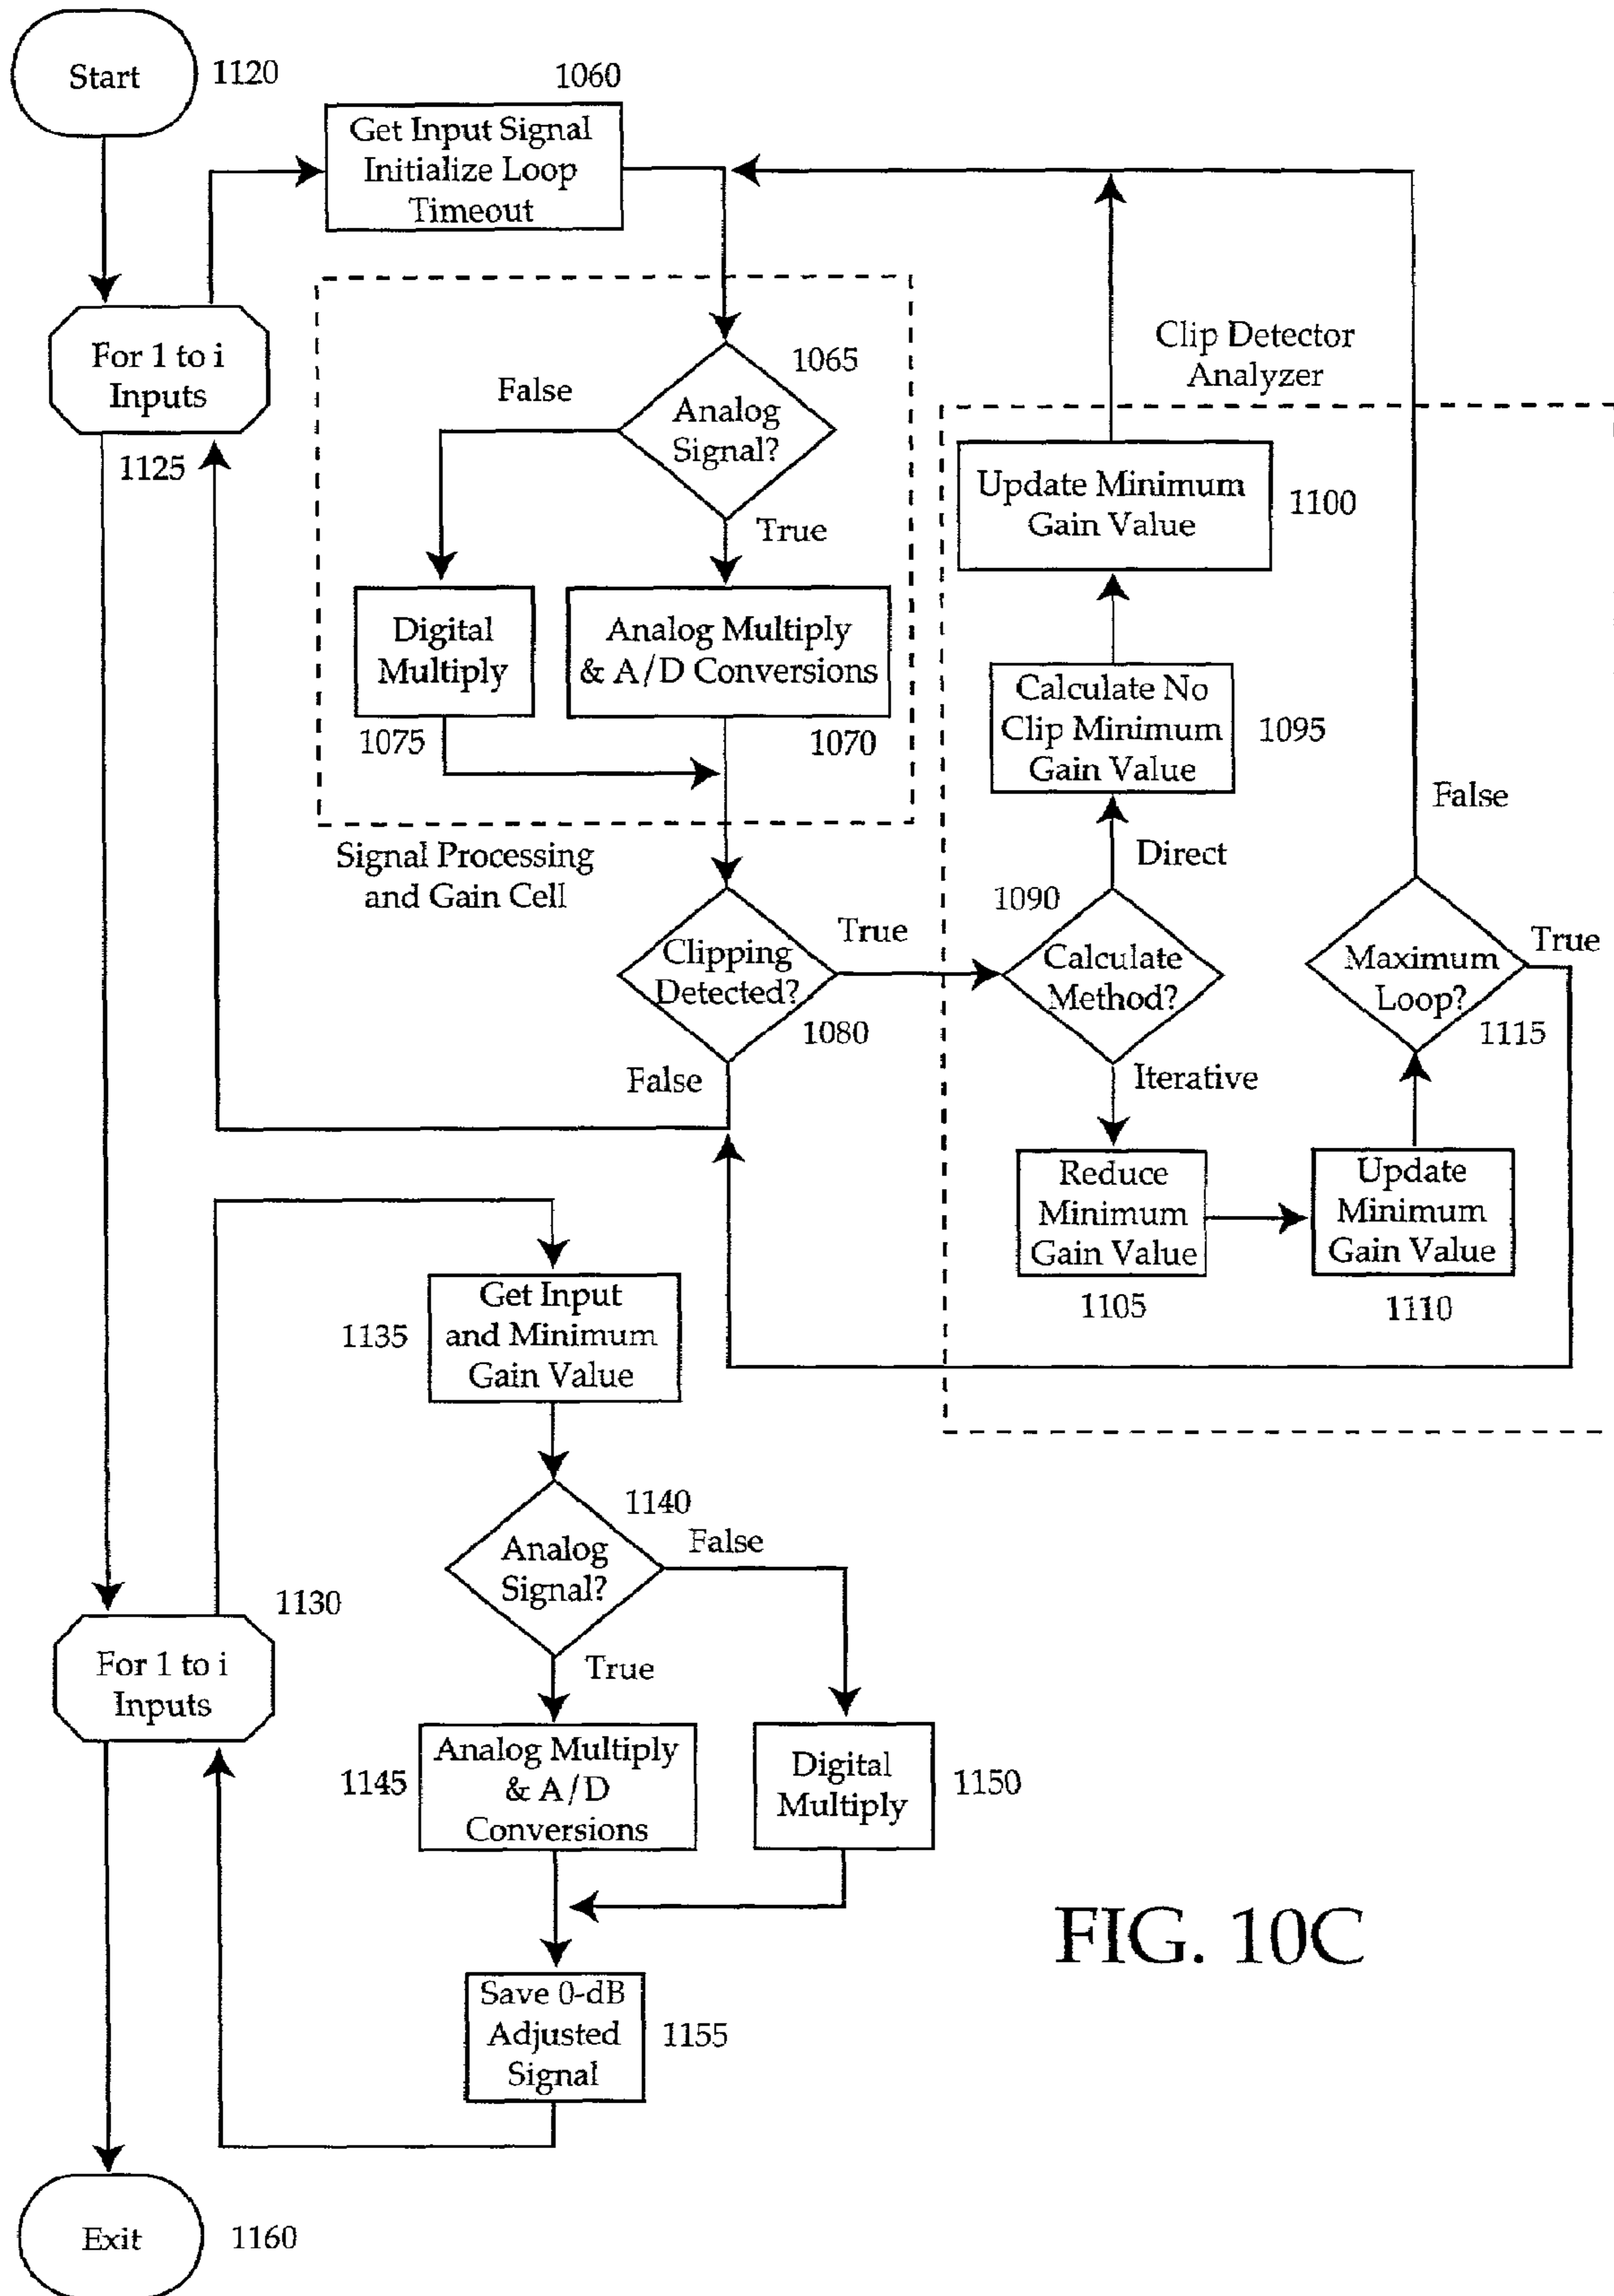 Start
1120
1060
Get Input Signal
Initialize Loop
Timeout
For 1 to i
Inputs
1125
1065
Analog
Signal?
False
True
Digital
Multiply
1075
Analog Multiply
& A/D Conversions
1070
Signal Processing
and Gain Cell
Clip Detector
Analyzer
Update Minimum
Gain Value
1100
Calculate No
Clip Minimum
Gain Value
1095
Direct
False
Clipping
Detected?
1080
True
False
1090
Calculate
Method?
Iterative
Maximum
Loop?
True
1115
Reduce
Minimum
Gain Value
1105
Update
Minimum
Gain Value
1110
1135
Get Input
and Minimum
Gain Value
1140
Analog
Signal?
False
True
1130
For 1 to i
Inputs
1145
Analog Multiply
& A/D
Conversions
Digital
Multiply
1150
Save 0-dB
Adjusted
Signal
1155
FIG. 10C
Exit
1160